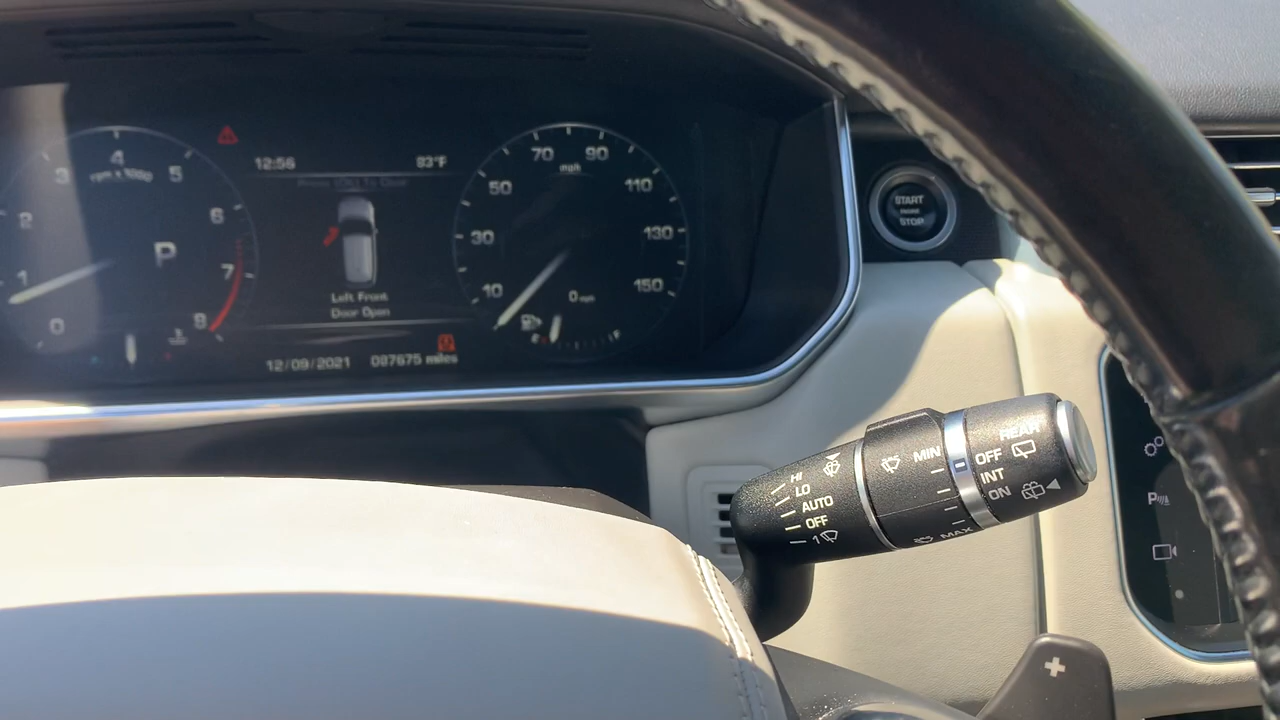 12:56
83°F
4
3
5
rpm x 1000
2
6
P
1
7
0
8
Left Front
Door Open
12/09/2021
087675 miles
70
90
mph
50
110
30
130
10
150
0 mph
START
ENGINE
STOP
HI
LO
AUTO
OFF
1
MIN
MAX
REAR
OFF
INT
ON
P
+